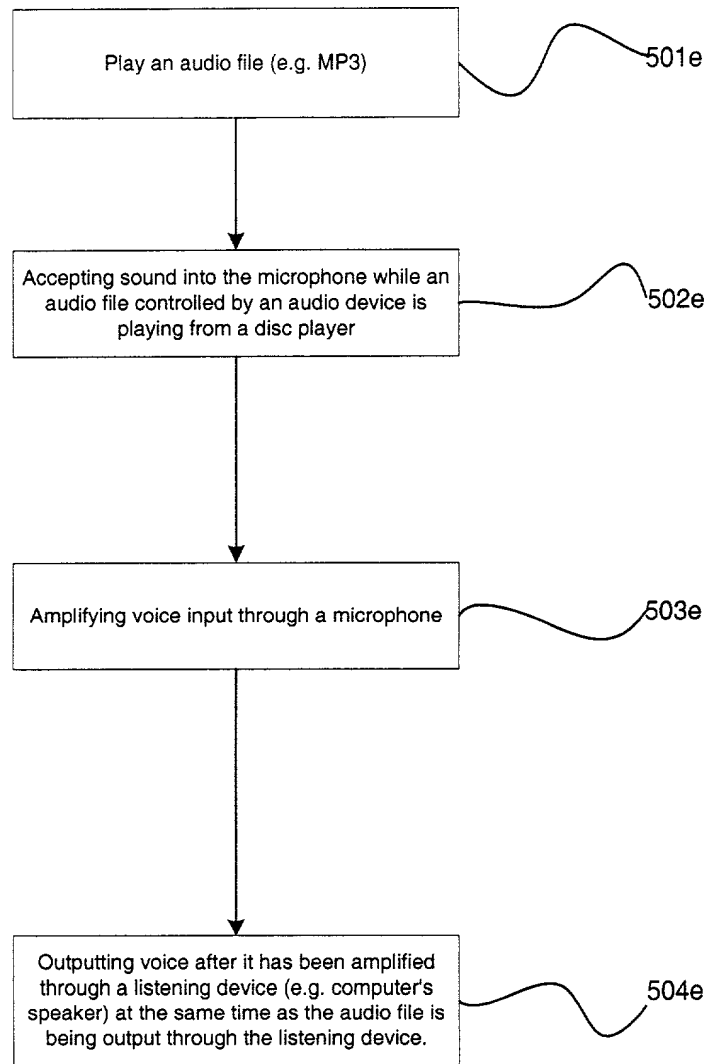 Play an audio file (e.g. MP3)
501e
Accepting sound into the microphone while an
audio file controlled by an audio device is
playing from a disc player
502e
Amplifying voice input through a microphone
503e
Outputting voice after it has been amplified
through a listening device (e.g. computer's
speaker) at the same time as the audio file is
being output through the listening device.
504e